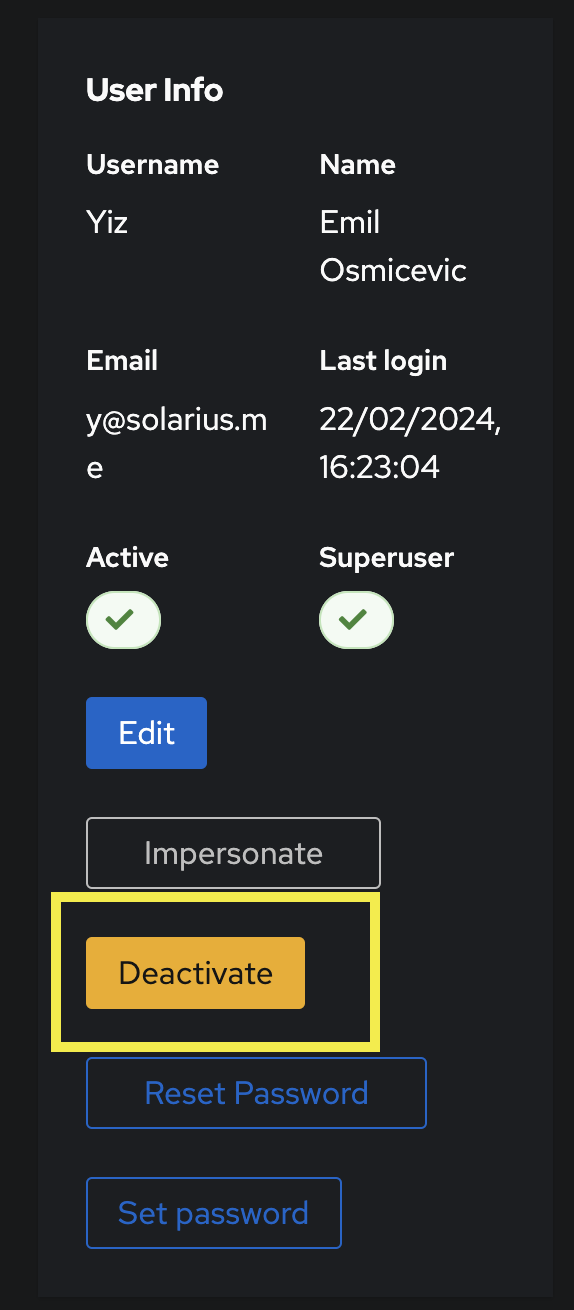 User Info
Username Name
Yiz Emil
Osmicevic
Email Last login
y@solarius.m 22/02/2024,
e 16:23:04
Active Superuser
Edit
Impersonate
Deactivate
Reset Password
Set password